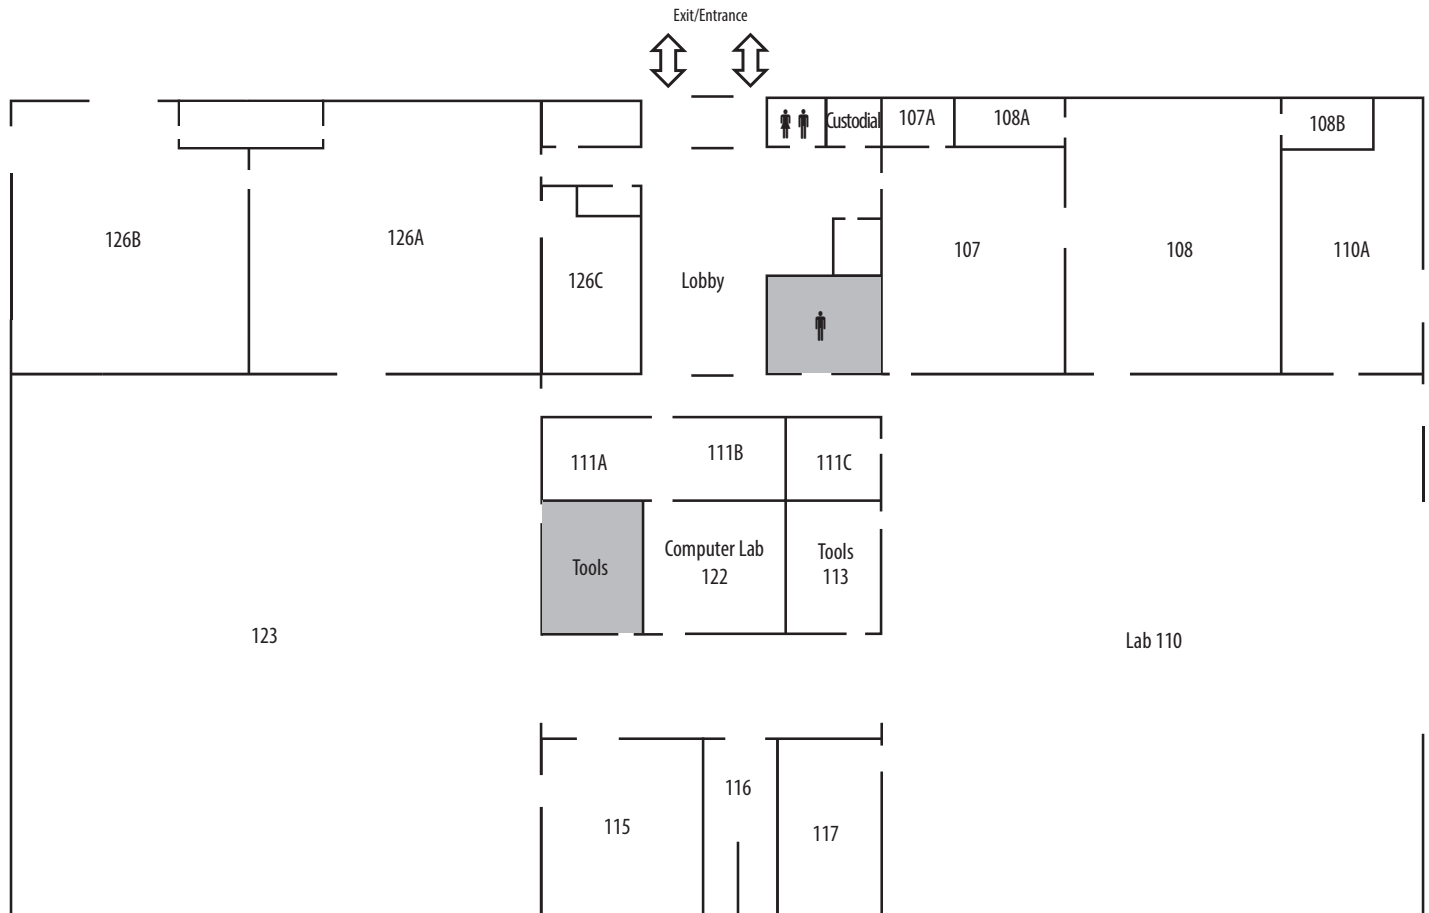 Exit/Entrance
Custodial
107A
108A
108B
126B
126A
126C
Lobby
107
108
110A
111A
111B
111C
Tools
Computer Lab
122
Tools
113
123
Lab 110
115
116
117